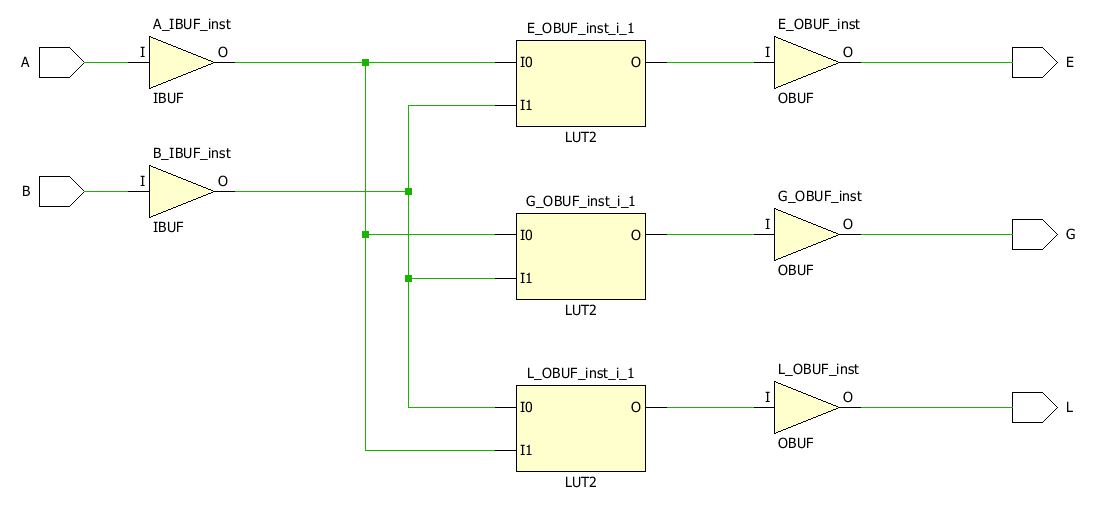 A_IBUF_inst
A
I
O
IBUF
B_IBUF_inst
B
I
O
IBUF
E_OBUF_inst_i_1
I0
I1
O
LUT2
E_OBUF_inst
I
O
OBUF
E
G_OBUF_inst_i_1
I0
I1
O
LUT2
G_OBUF_inst
I
O
OBUF
G
L_OBUF_inst_i_1
I0
I1
O
LUT2
L_OBUF_inst
I
O
OBUF
L